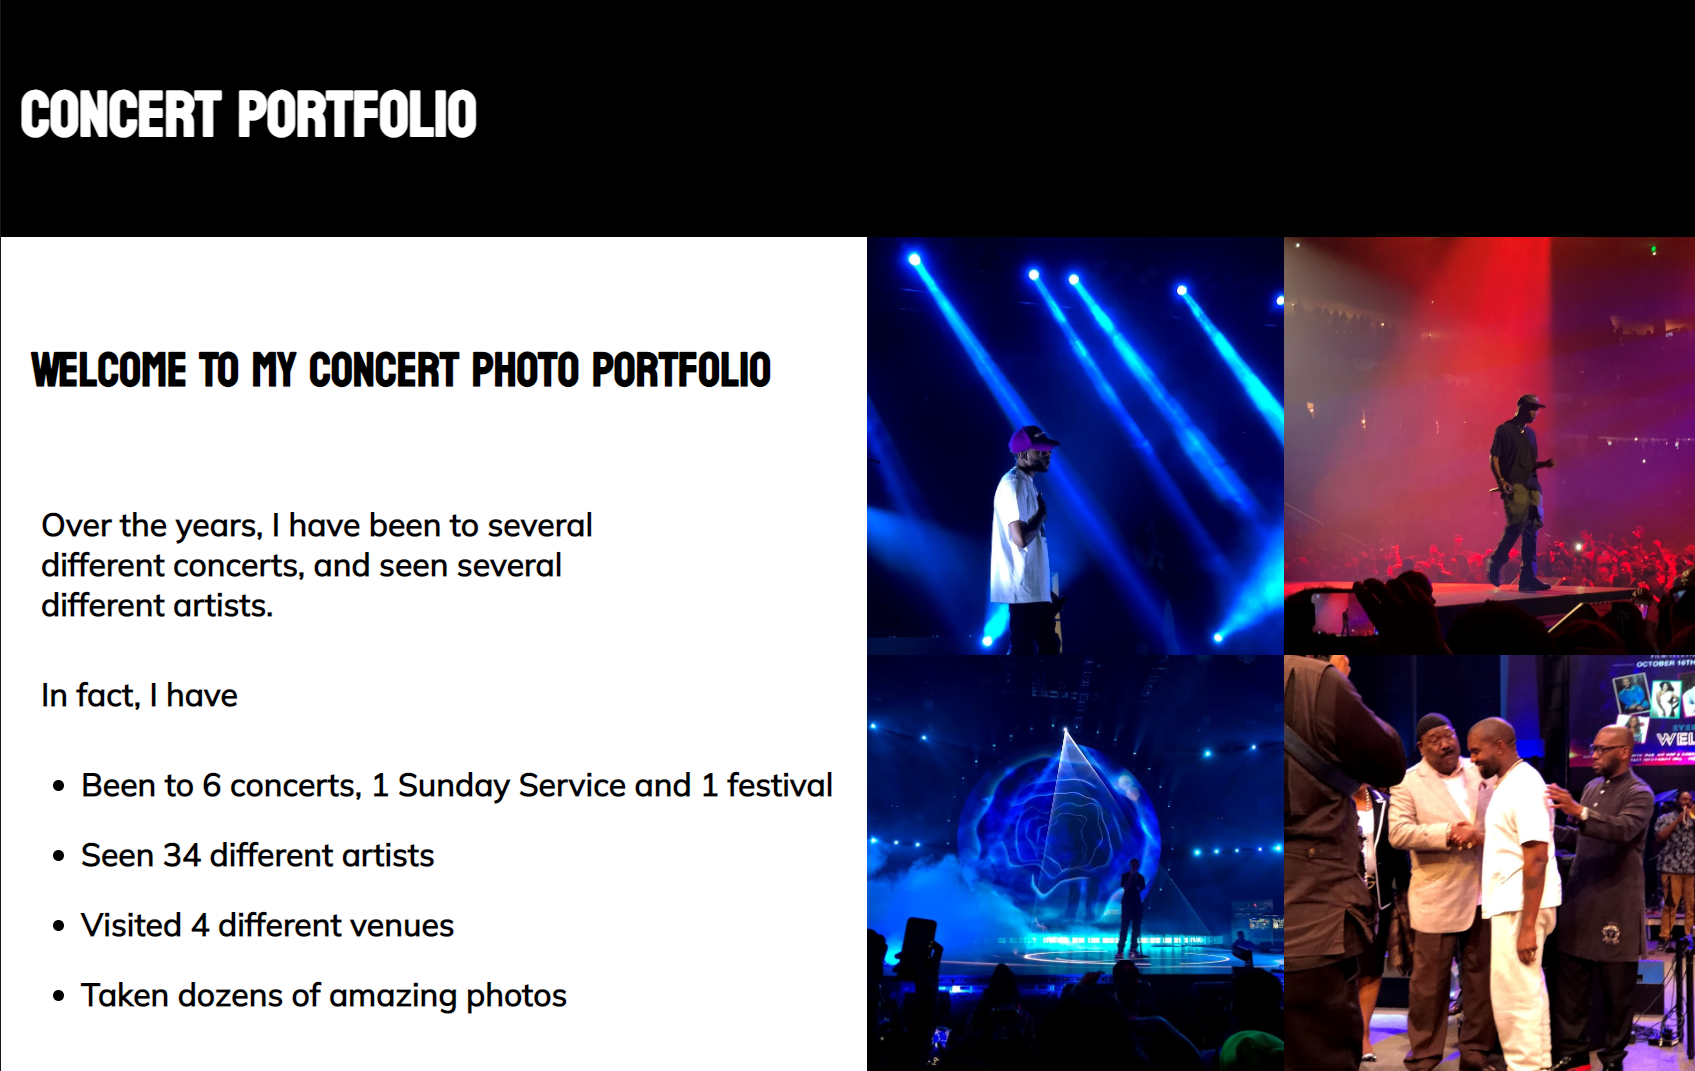 CONCERT PORTFOLIO
WELCOME TO MY CONCERT PHOTO PORTFOLIO
Over the years, I have been to several
different concerts, and seen several
different artists.
In fact, I have
Been to 6 concerts, 1 Sunday Service and 1 festival
Seen 34 different artists
Visited 4 different venues
Taken dozens of amazing photos
OCTOBER 16TH
WEL